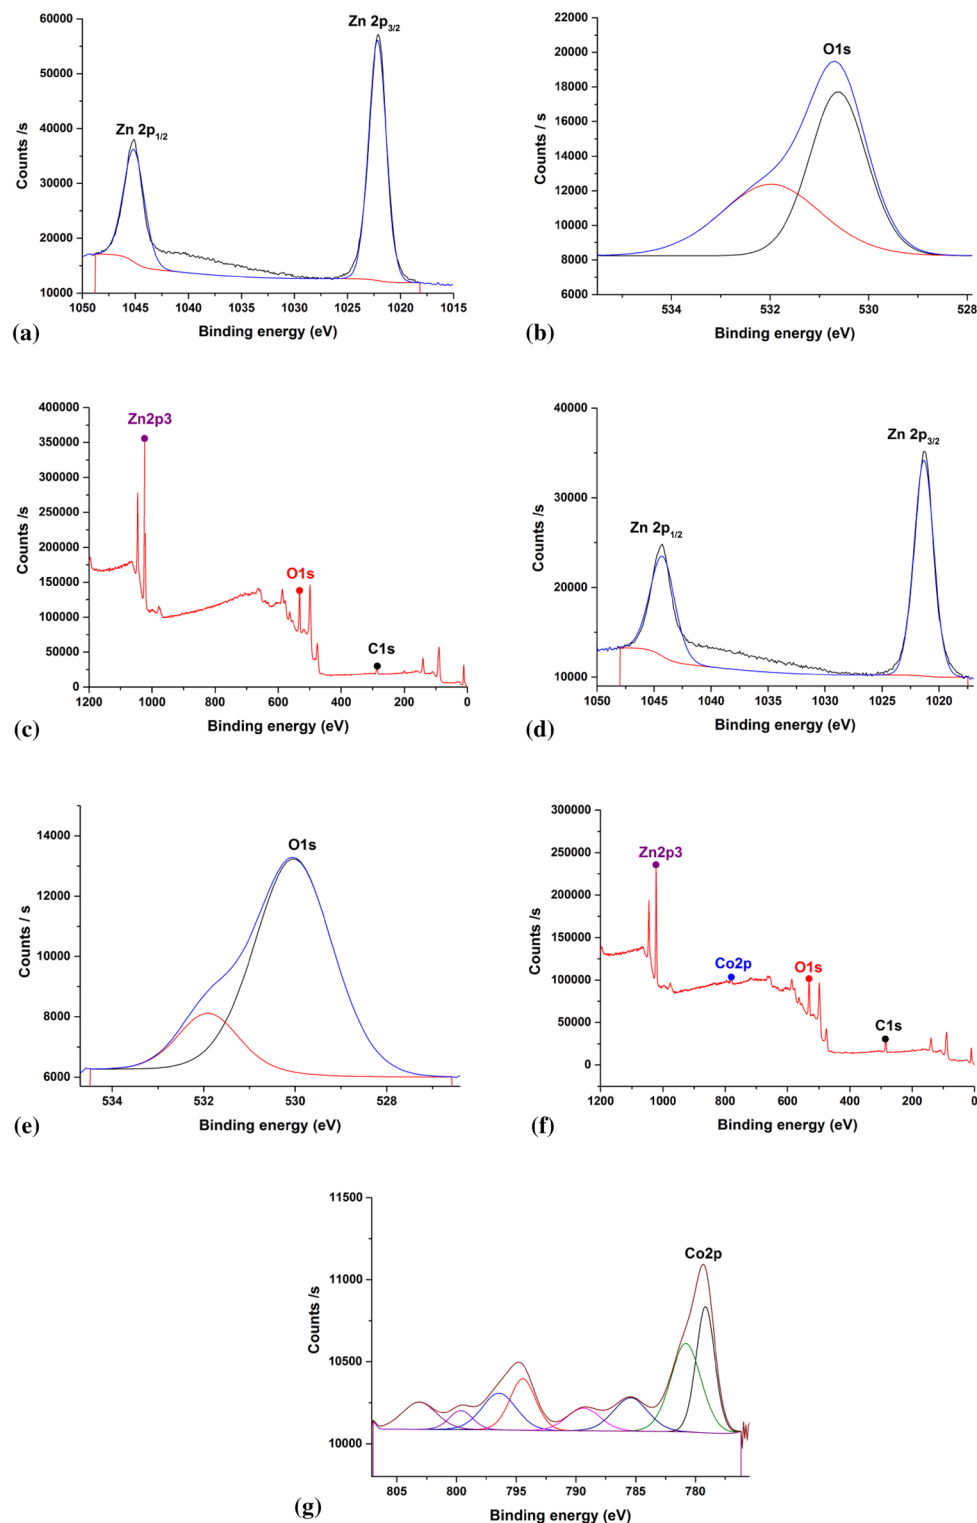 60000
50000
40000
30000
20000
10000
Counts /s
Zn 2p3/2
Zn 2p1/2
1050 1045 1040 1035 1030 1025 1020 1015
Binding energy (eV)
(a)
22000
20000
18000
16000
14000
12000
10000
8000
6000
Counts / s
O1s
534 532 530 528
Binding energy (eV)
(b)
400000
350000
300000
250000
200000
150000
100000
50000
0
Counts /s
Zn2p3
O1s
C1s
1200 1000 800 600 400 200 0
Binding energy (eV)
(c)
40000
30000
20000
10000
Counts /s
Zn 2p3/2
Zn 2p1/2
1050 1045 1040 1035 1030 1025 1020
Binding energy (eV)
(d)
14000
12000
10000
8000
6000
Counts / s
O1s
534 532 530 528
Binding energy (eV)
(e)
300000
250000
200000
150000
100000
50000
0
Counts /s
Zn2p3
Co2p
O1s
C1s
1200 1000 800 600 400 200 0
Binding energy (eV)
(f)
11500
11000
10500
10000
Counts /s
Co2p
805 800 795 790 785 780
Binding energy (eV)
(g)